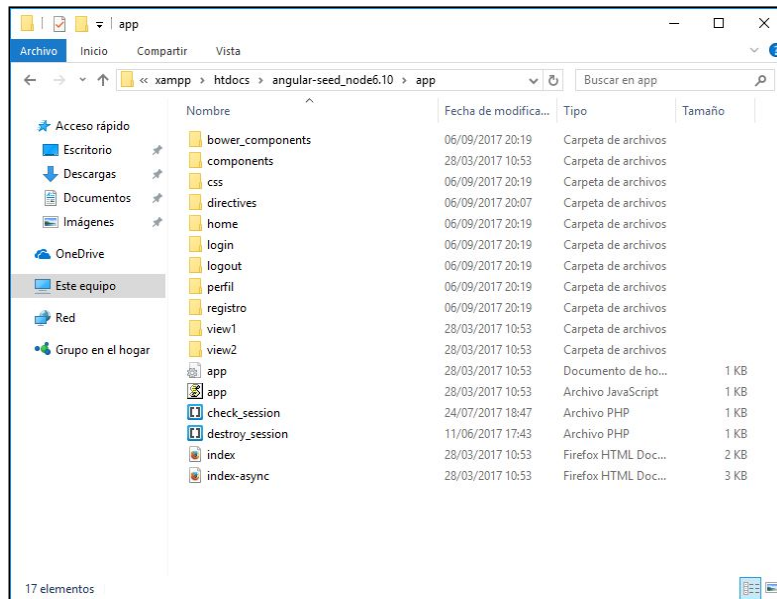 app
Archivo Inicio Compartir Vista
« xampp > htdocs > angular-seed_node6.10 > app Buscar en app
Nombre Fecha de modifica... Tipo Tamaño
Acceso rápido
Escritorio
Descargas
Documentos
Imágenes
OneDrive
Este equipo
Red
Grupo en el hogar
bower_components 06/09/2017 20:19 Carpeta de archivos
components 28/03/2017 10:53 Carpeta de archivos
css 06/09/2017 20:19 Carpeta de archivos
directives 06/09/2017 20:07 Carpeta de archivos
home 06/09/2017 20:19 Carpeta de archivos
login 06/09/2017 20:19 Carpeta de archivos
logout 06/09/2017 20:19 Carpeta de archivos
perfil 06/09/2017 20:19 Carpeta de archivos
registro 06/09/2017 20:19 Carpeta de archivos
view1 28/03/2017 10:53 Carpeta de archivos
view2 28/03/2017 10:53 Carpeta de archivos
app 28/03/2017 10:53 Documento de ho... 1 KB
app 28/03/2017 10:53 Archivo JavaScript 1 KB
check_session 24/07/2017 18:47 Archivo PHP 1 KB
destroy_session 11/06/2017 17:43 Archivo PHP 1 KB
index 28/03/2017 10:53 Firefox HTML Doc... 2 KB
index-async 28/03/2017 10:53 Firefox HTML Doc... 3 KB
17 elementos